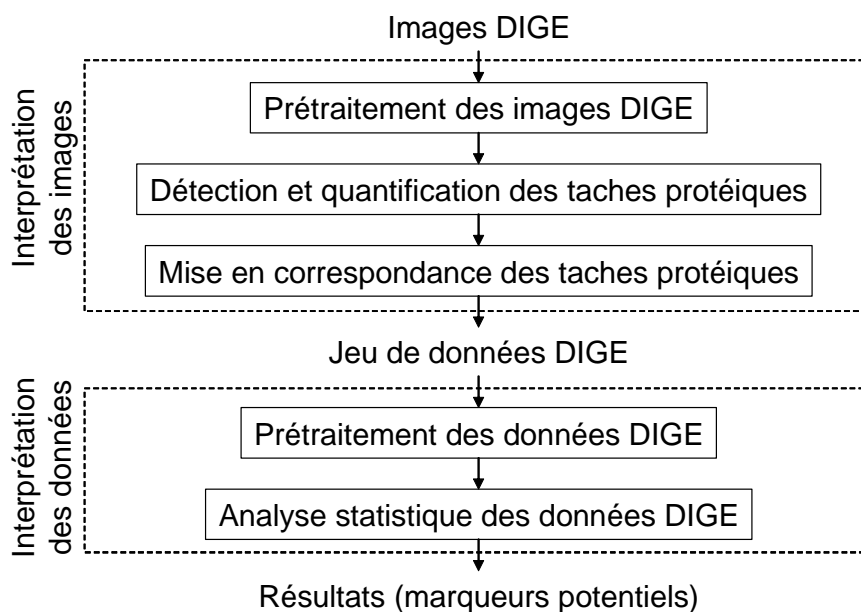 Images DIGE
Interprétation
des images
Prétraitement des images DIGE
Détection et quantification des taches protéiques
Mise en correspondance des taches protéiques
Jeu de données DIGE
Interprétation
des données
Prétraitement des données DIGE
Analyse statistique des données DIGE
Résultats (marqueurs potentiels)